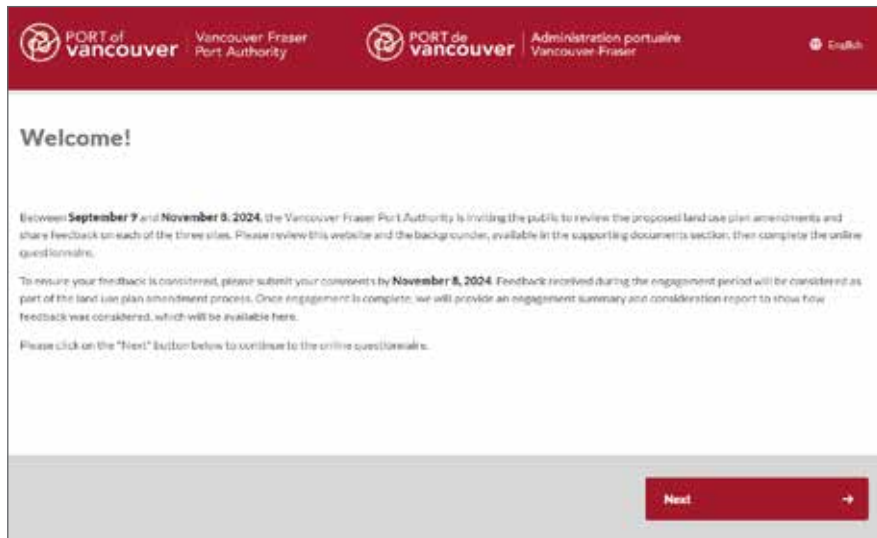 PORT of vancouver
Vancouver Fraser Port Authority
PORT de vancouver
Administration portuaire Vancouver-Fraser
English
Welcome!
Between September 9 and November 8, 2024, the Vancouver Fraser Port Authority is inviting the public to review the proposed land use plan amendments and
share feedback on each of the three sites. Please review this website and the backgrounder, available in the supporting documents section, then complete the online
questionnaire.
To ensure your feedback is considered, please submit your comments by November 8, 2024. Feedback received during the engagement period will be considered as
part of the land use plan amendment process. Once engagement is complete, we will provide an engagement summary and consideration report to show how
feedback was considered, which will be available here.
Please click on the "Next" button below to continue to the online questionnaire.
Next